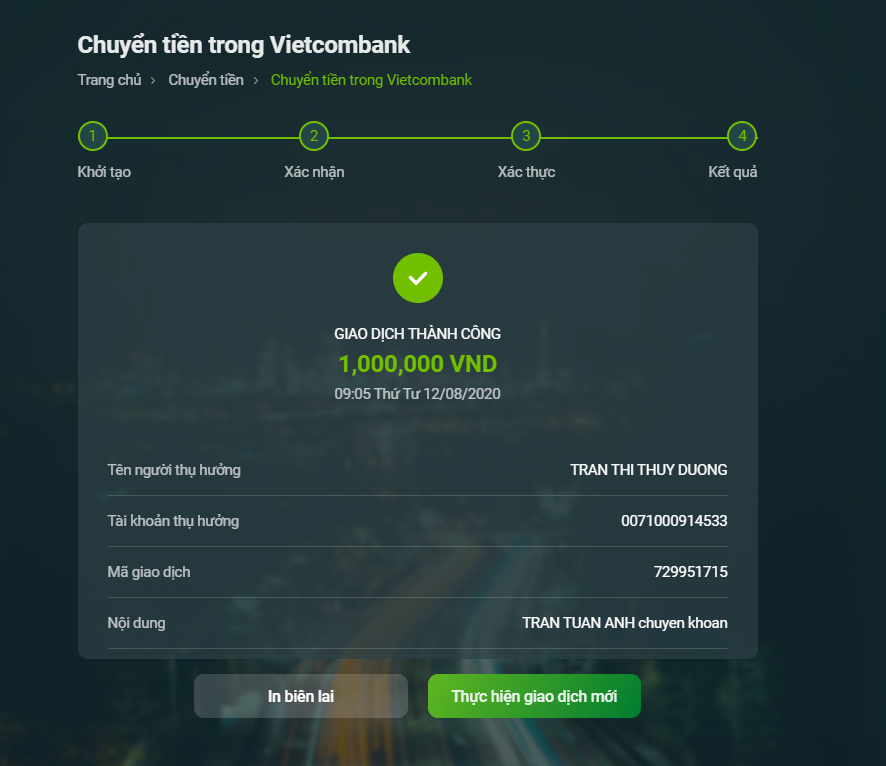 Chuyển tiền trong Vietcombank
Trang chủ > Chuyển tiền > Chuyển tiền trong Vietcombank
1 2 3 4
Khởi tạo Xác nhận Xác thực Kết quả
GIAO DỊCH THÀNH CÔNG
1,000,000 VND
09:05 Thứ Tư 12/08/2020
Tên người thụ hưởng TRAN THI THUY DUONG
Tài khoản thụ hưởng 0071000914533
Mã giao dịch 729951715
Nội dung TRAN TUAN ANH chuyen khoan
In biên lai Thực hiện giao dịch mới